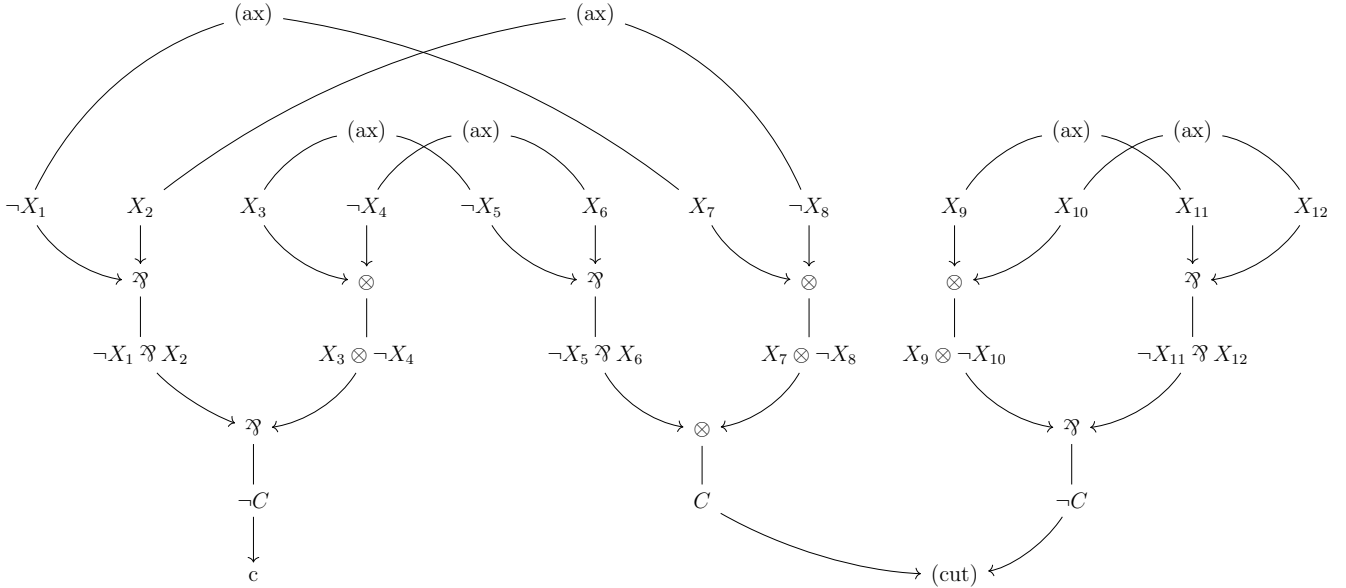 (ax) (ax)
(ax) (ax) (ax) (ax)
¬X₁ X₂ X₃ ¬X₄ ¬X₅ X₆ X₇ ¬X₈ X₉ X₁₀ X₁₁ X₁₂
⅋ ⊗ ⅋ ⊗ ⊗ ⅋
¬X₁ ⅋ X₂ X₃ ⊗ ¬X₄ ¬X₅ ⅋ X₆ X₇ ⊗ ¬X₈ X₉ ⊗ ¬X₁₀ ¬X₁₁ ⅋ X₁₂
⅋ ⊗ ⅋
¬C C ¬C
c (cut)